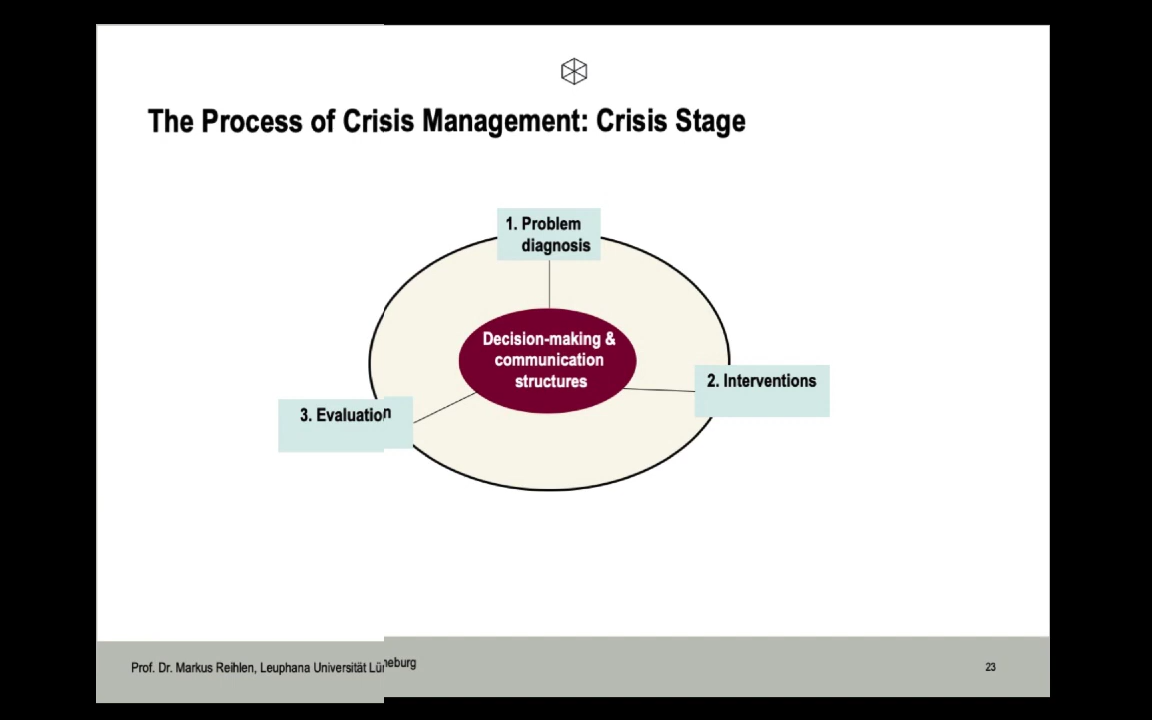 The Process of Crisis Management: Crisis Stage
1. Problem
diagnosis
Decision-making &
communication
structures
2. Interventions
3. Evaluation
Prof. Dr. Markus Reihlen, Leuphana Universität Lüneburg
23